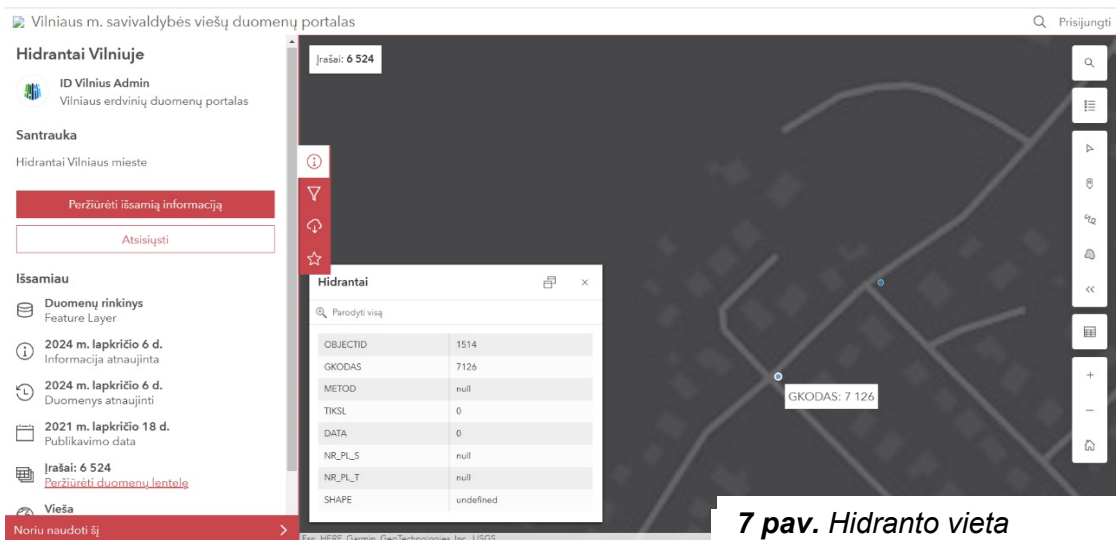 Vilniaus m. savivaldybės viešų duomenų portalas
Prisijungti
Hidrantai Vilniuje
ID Vilnius Admin
Vilniaus erdvinių duomenų portalas
Santrauka
Hidrantai Vilniaus mieste
Peržiūrėti išsamią informaciją
Atsisiųsti
Išsamiau
Duomenų rinkinys
Feature Layer
2024 m. lapkričio 6 d.
Informacija atnaujinta
2024 m. lapkričio 6 d.
Duomenys atnaujinti
2021 m. lapkričio 18 d.
Publikavimo data
Įrašai: 6 524
Peržiūrėti duomenų lentelę
Vieša
Noriu naudoti šį
Įrašai: 6 524
Hidrantai
Parodyti visą
OBJECTID 1514
GKODAS 7126
METOD null
TIKSL 0
DATA 0
NR_PL_S null
NR_PL_T null
SHAPE undefined
GKODAS: 7 126
Esri, HERE, Garmin, GeoTechnologies, Inc., USGS
7 pav. Hidranto vieta